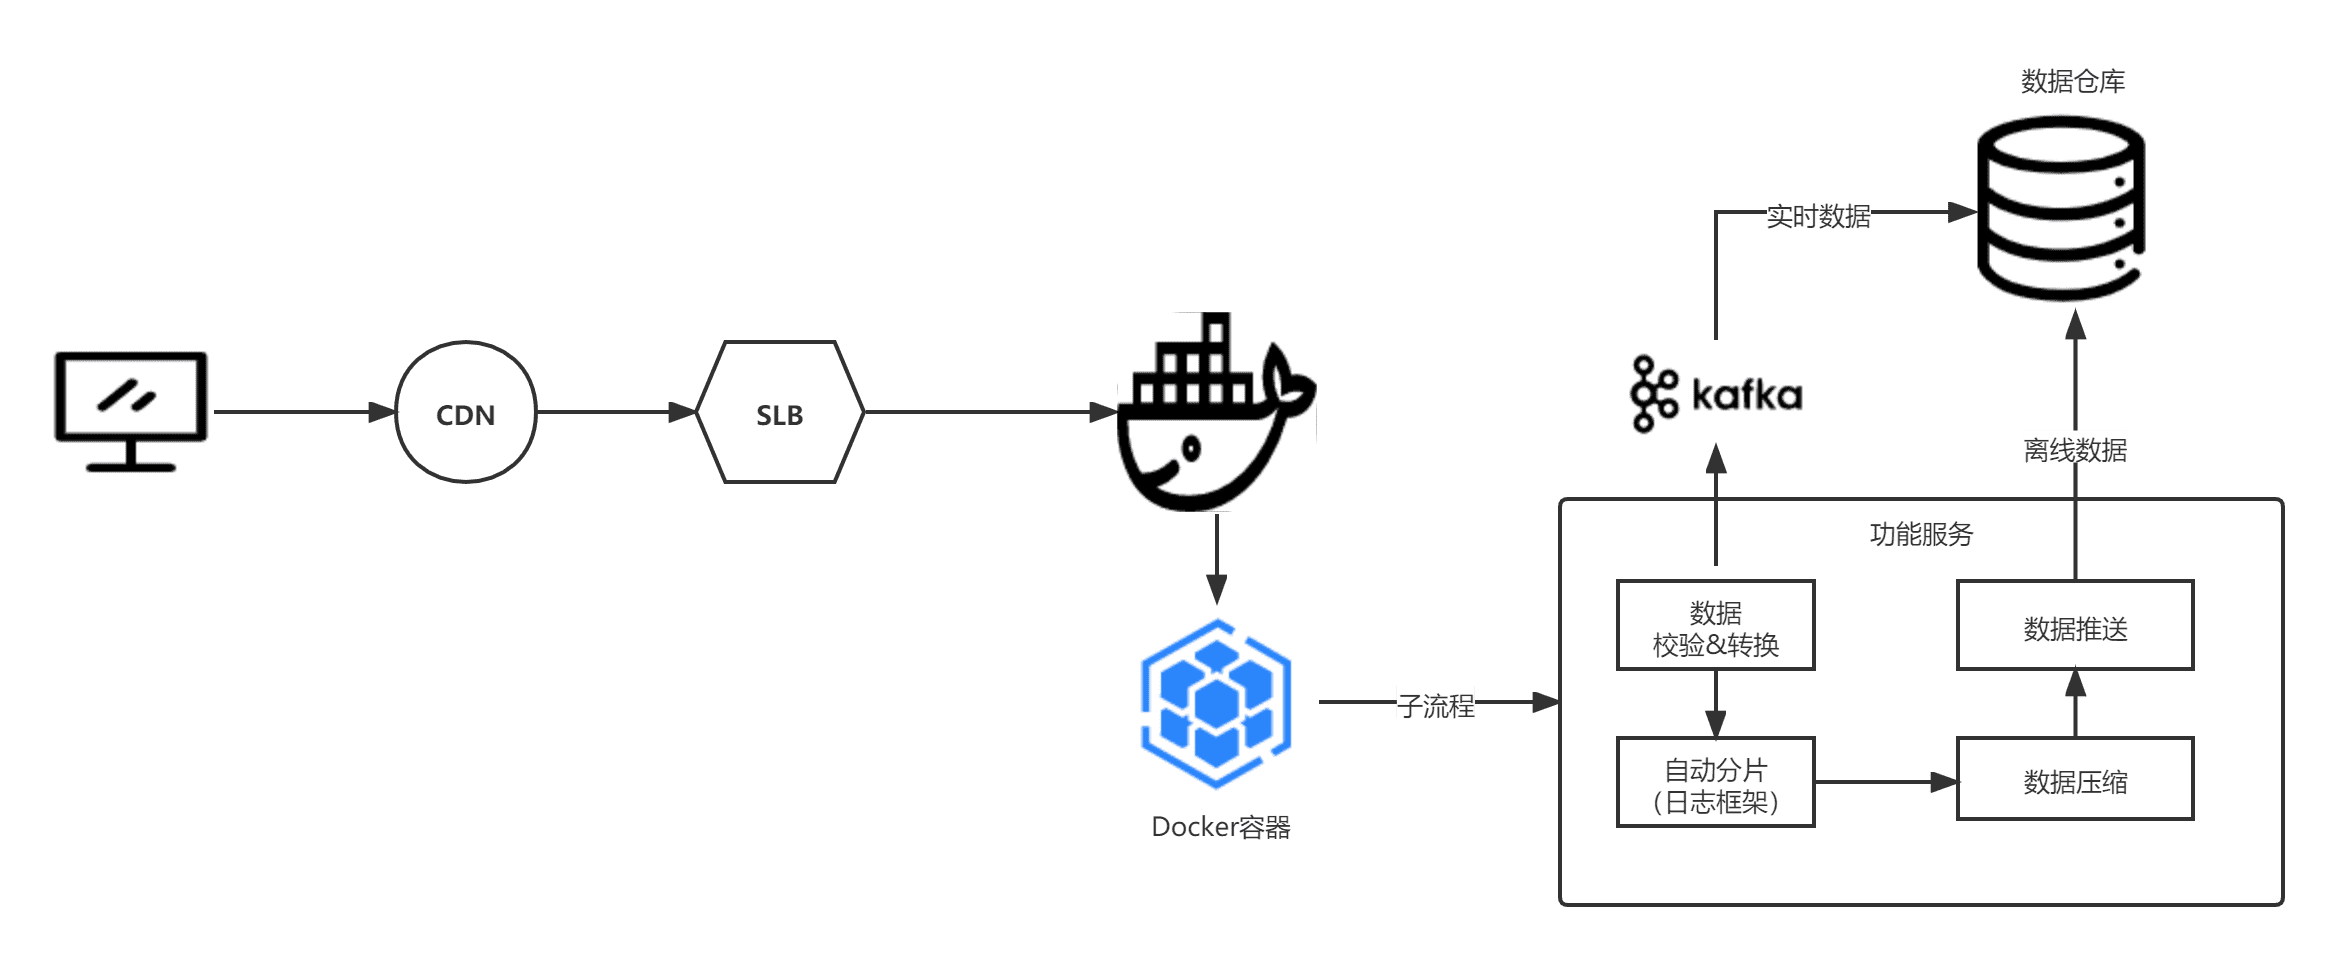 数据仓库
实时数据
CDN
SLB
kafka
离线数据
功能服务
数据
校验&转换
数据推送
子流程
自动分片
（日志框架）
数据压缩
Docker容器